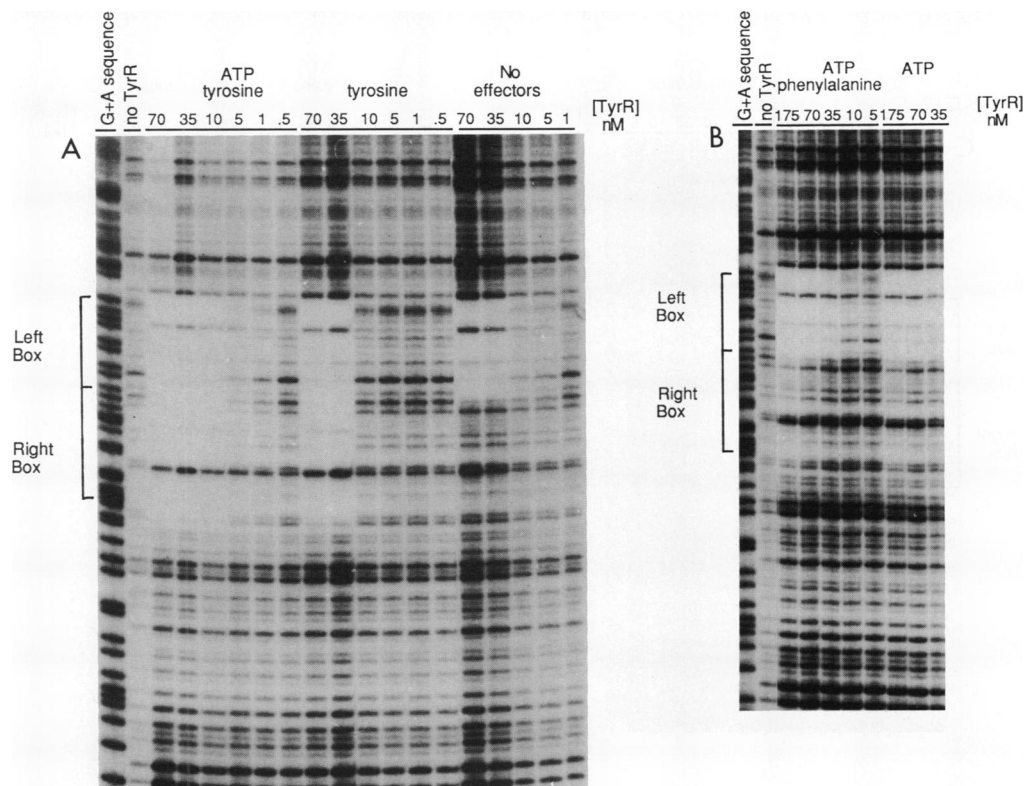 A
G+A sequence
no TyrR
ATP
tyrosine
tyrosine
No
effectors
[TyrR]
nM
70 35 10 5 1 .5 70 35 10 5 1 .5 70 35 10 5 1
Left
Box
Right
Box
B
G+A sequence
no TyrR
ATP
phenylalanine
ATP
[TyrR]
nM
175 70 35 10 5 175 70 35
Left
Box
Right
Box